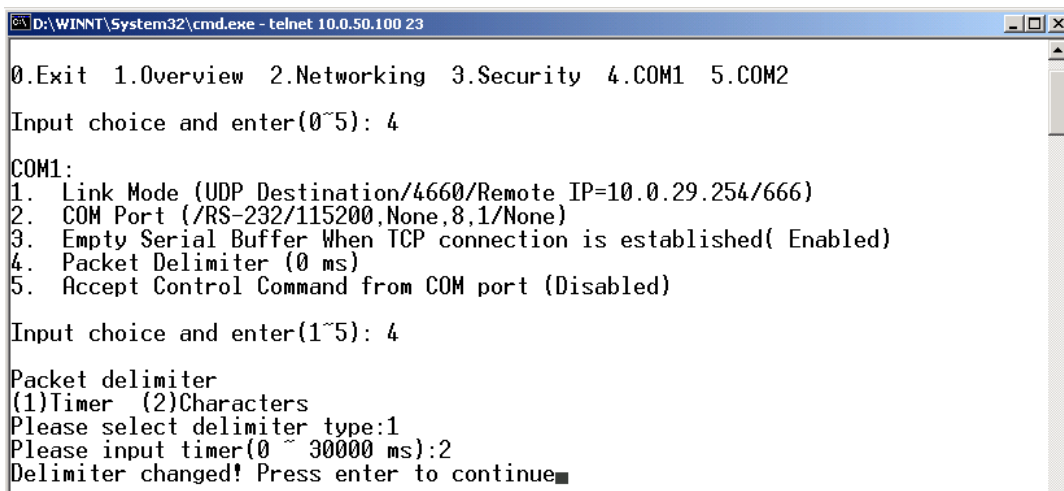 D:\WINNT\System32\cmd.exe - telnet 10.0.50.100 23
0.Exit  1.Overview  2.Networking  3.Security  4.COM1  5.COM2
Input choice and enter(0~5): 4
COM1:
1.  Link Mode (UDP Destination/4660/Remote IP=10.0.29.254/666)
2.  COM Port (/RS-232/115200,None,8,1/None)
3.  Empty Serial Buffer When TCP connection is established( Enabled)
4.  Packet Delimiter (0 ms)
5.  Accept Control Command from COM port (Disabled)
Input choice and enter(1~5): 4
Packet delimiter
(1)Timer  (2)Characters
Please select delimiter type:1
Please input timer(0 ~ 30000 ms):2
Delimiter changed! Press enter to continue